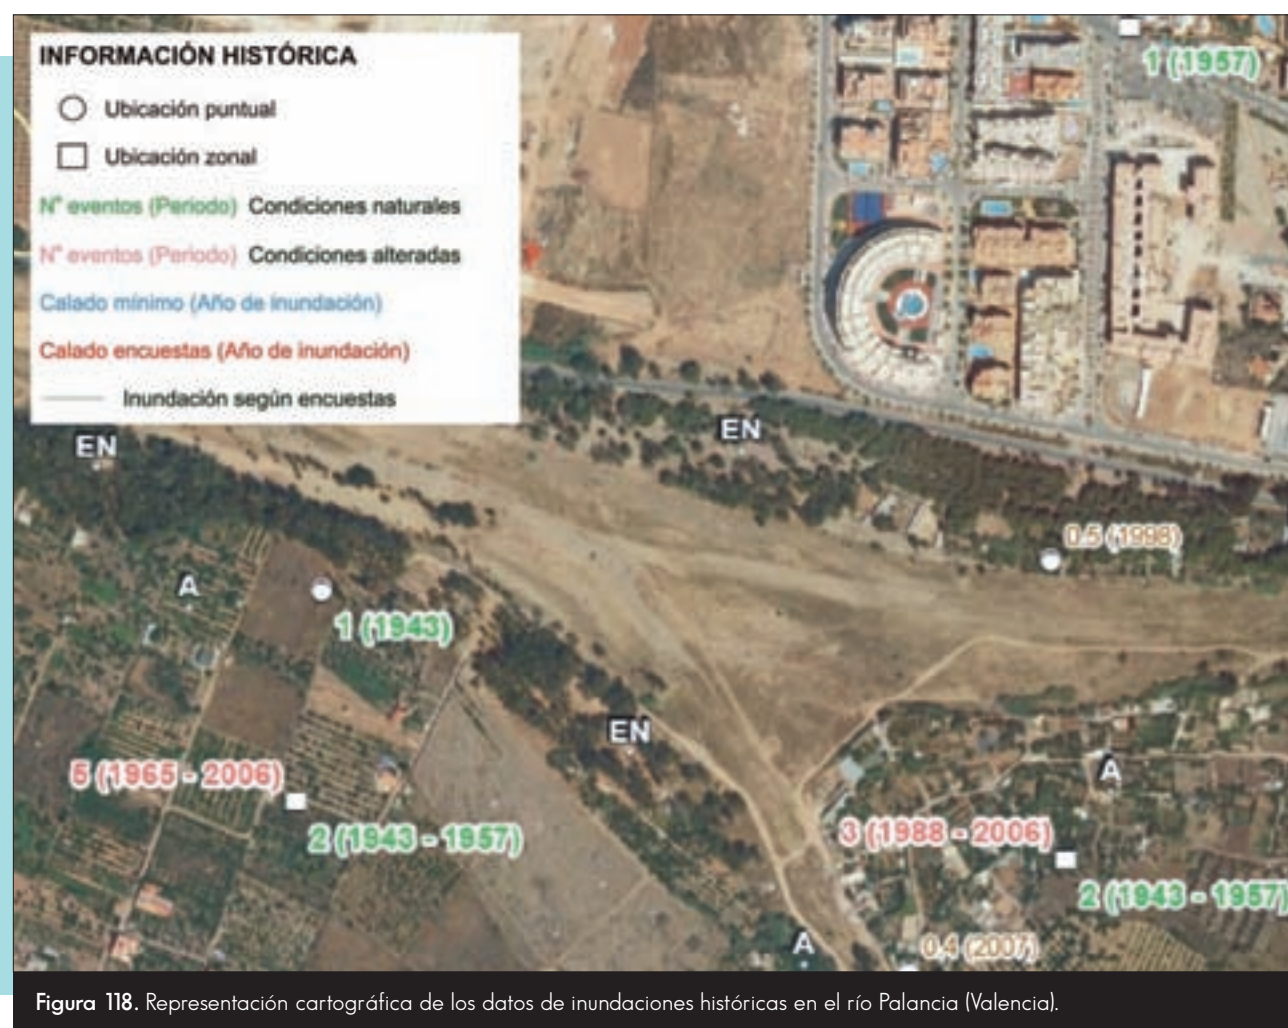 INFORMACIÓN HISTÓRICA
Ubicación puntual
Ubicación zonal
Nº eventos (Periodo) Condiciones naturales
Nº eventos (Periodo) Condiciones alteradas
Calado mínimo (Año de inundación)
Calado encuestas (Año de inundación)
Inundación según encuestas
1 (1957)
EN
EN
0.5 (1998)
A
1 (1943)
EN
5 (1965 - 2006)
A
2 (1943 - 1957)
3 (1988 - 2006)
2 (1943 - 1957)
A
0.4 (2007)
Figura 118. Representación cartográfica de los datos de inundaciones históricas en el río Palancia (Valencia).